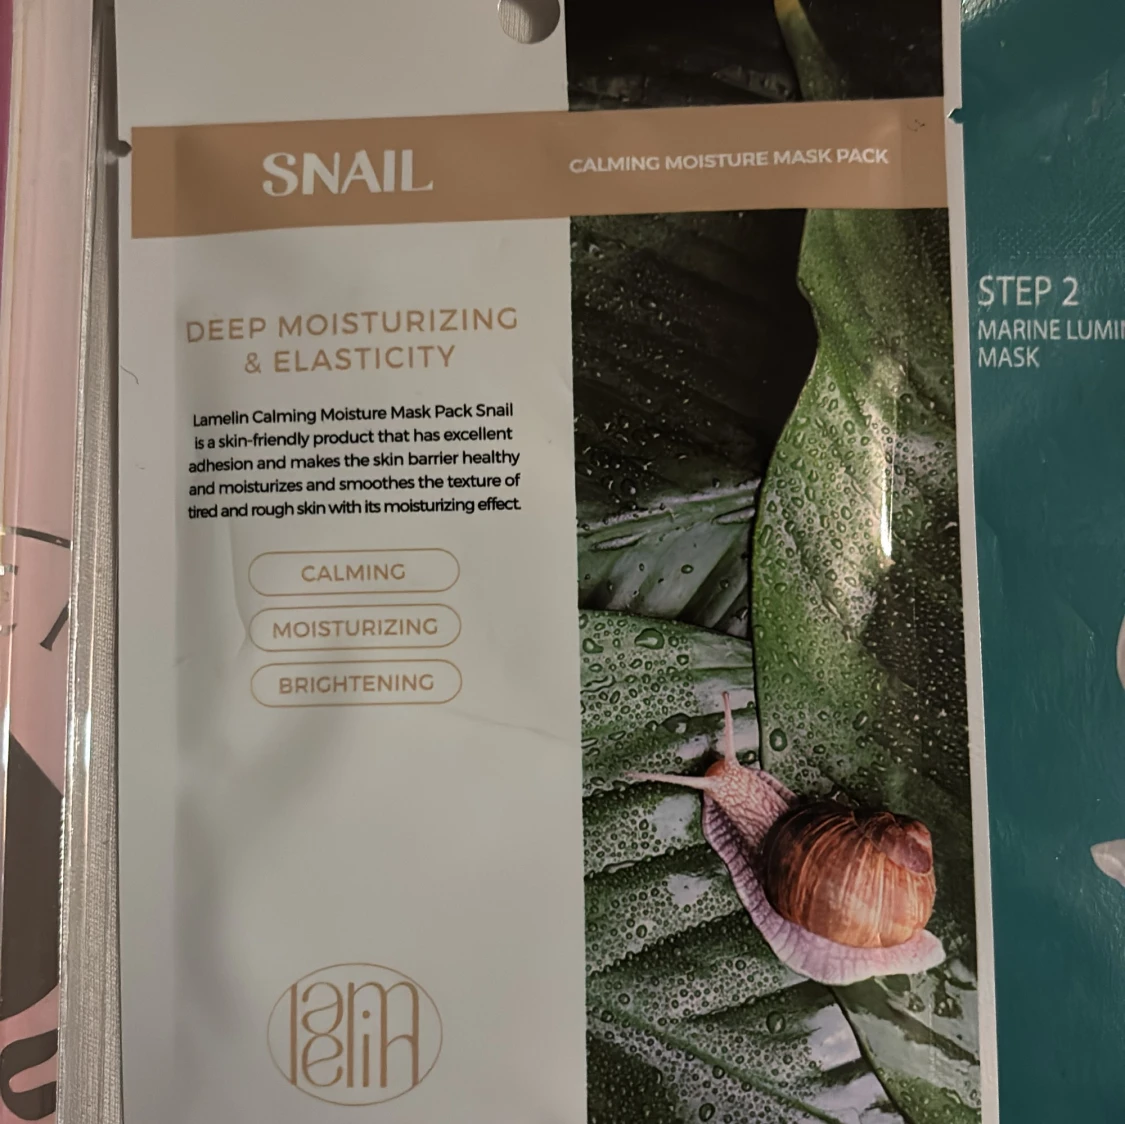 SNAIL
CALMING MOISTURE MASK PACK
DEEP MOISTURIZING
& ELASTICITY
Lamelin Calming Moisture Mask Pack Snail
is a skin-friendly product that has excellent
adhesion and makes the skin barrier healthy
and moisturizes and smoothes the texture of
tired and rough skin with its moisturizing effect.
CALMING
MOISTURIZING
BRIGHTENING
lamelin
STEP 2
MARINE
MASK